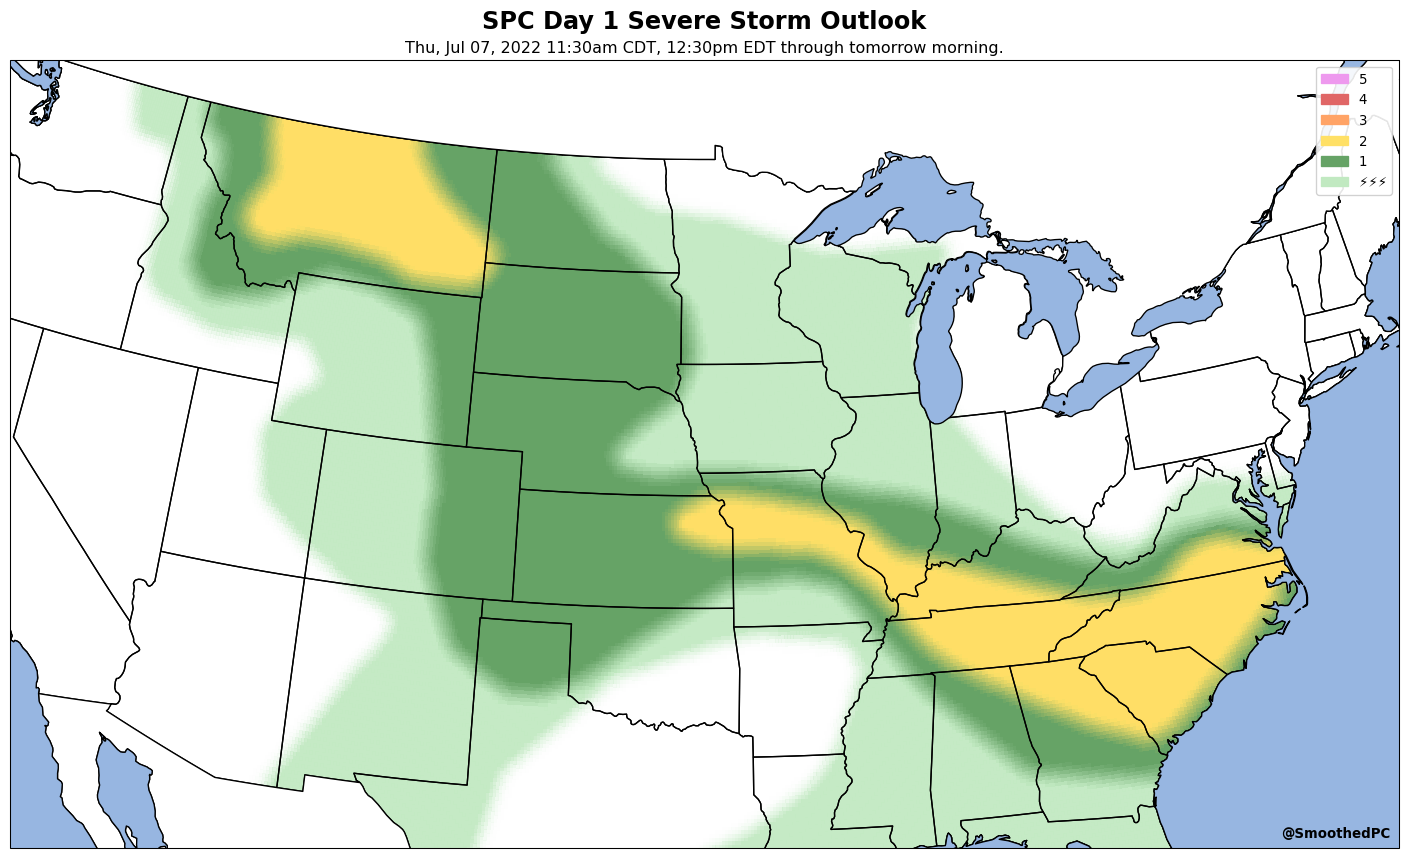 SPC Day 1 Severe Storm Outlook
Thu, Jul 07, 2022 11:30am CDT, 12:30pm EDT through tomorrow morning.
5
4
3
2
1
⚡⚡⚡
@SmoothedPC